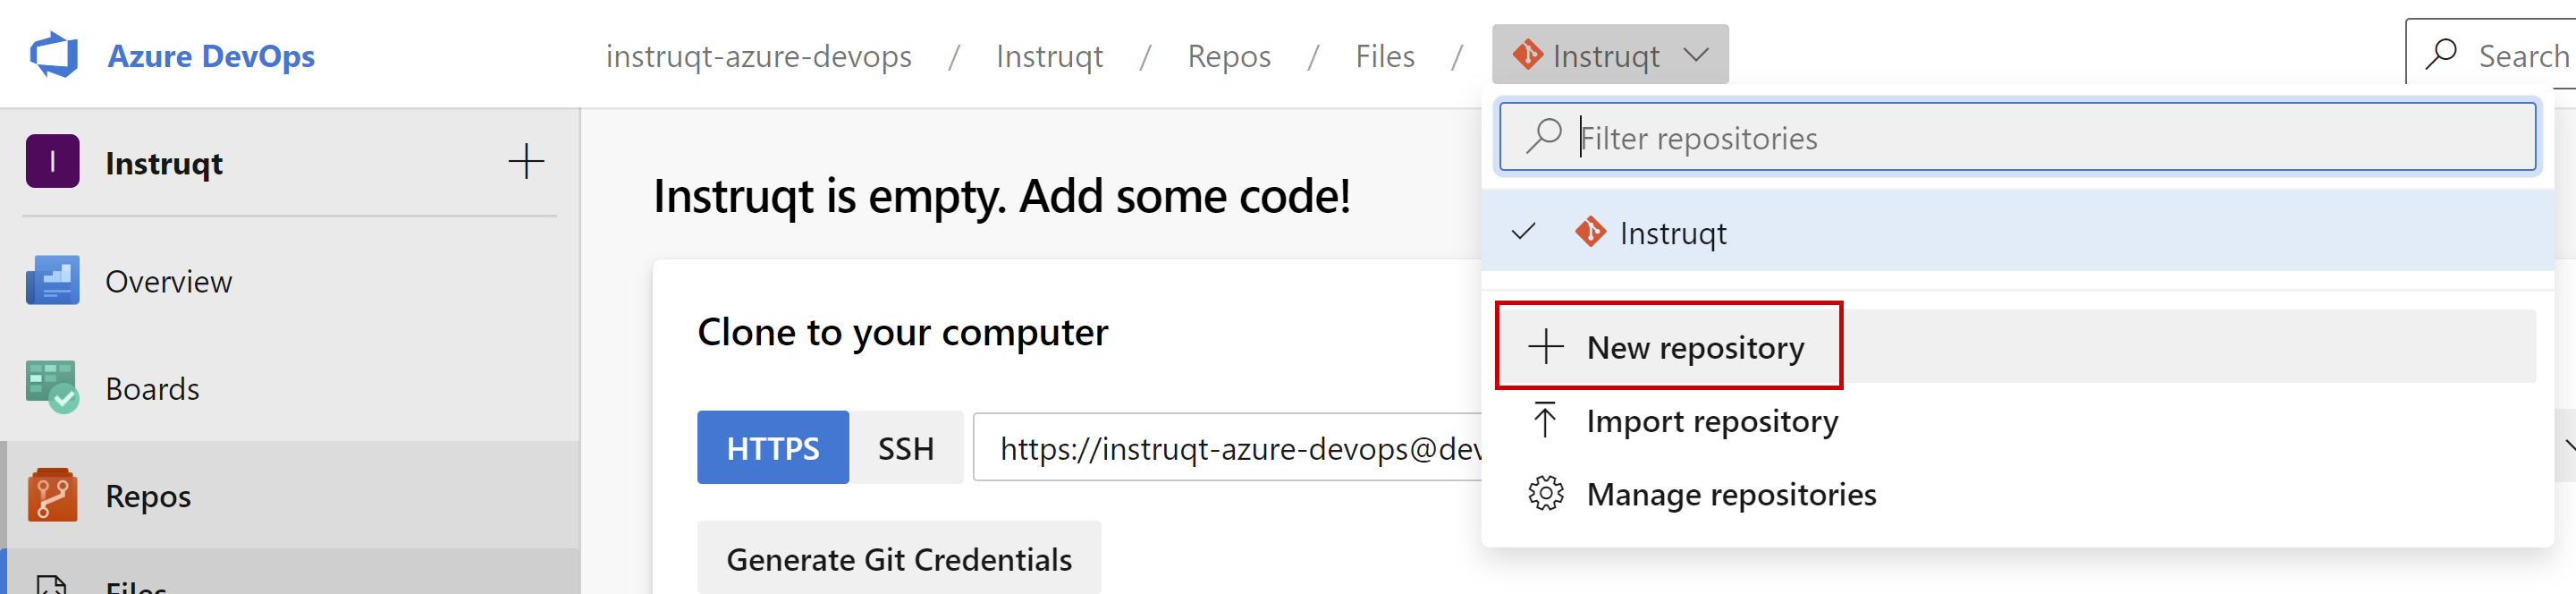 Azure DevOps
instruqt-azure-devops / Instruqt / Repos / Files / Instruqt
Search
I Instruqt
Overview
Boards
Repos
Files
Instruqt is empty. Add some code!
Clone to your computer
HTTPS SSH https://instruqt-azure-devops@dev
Generate Git Credentials
Filter repositories
Instruqt
New repository
Import repository
Manage repositories